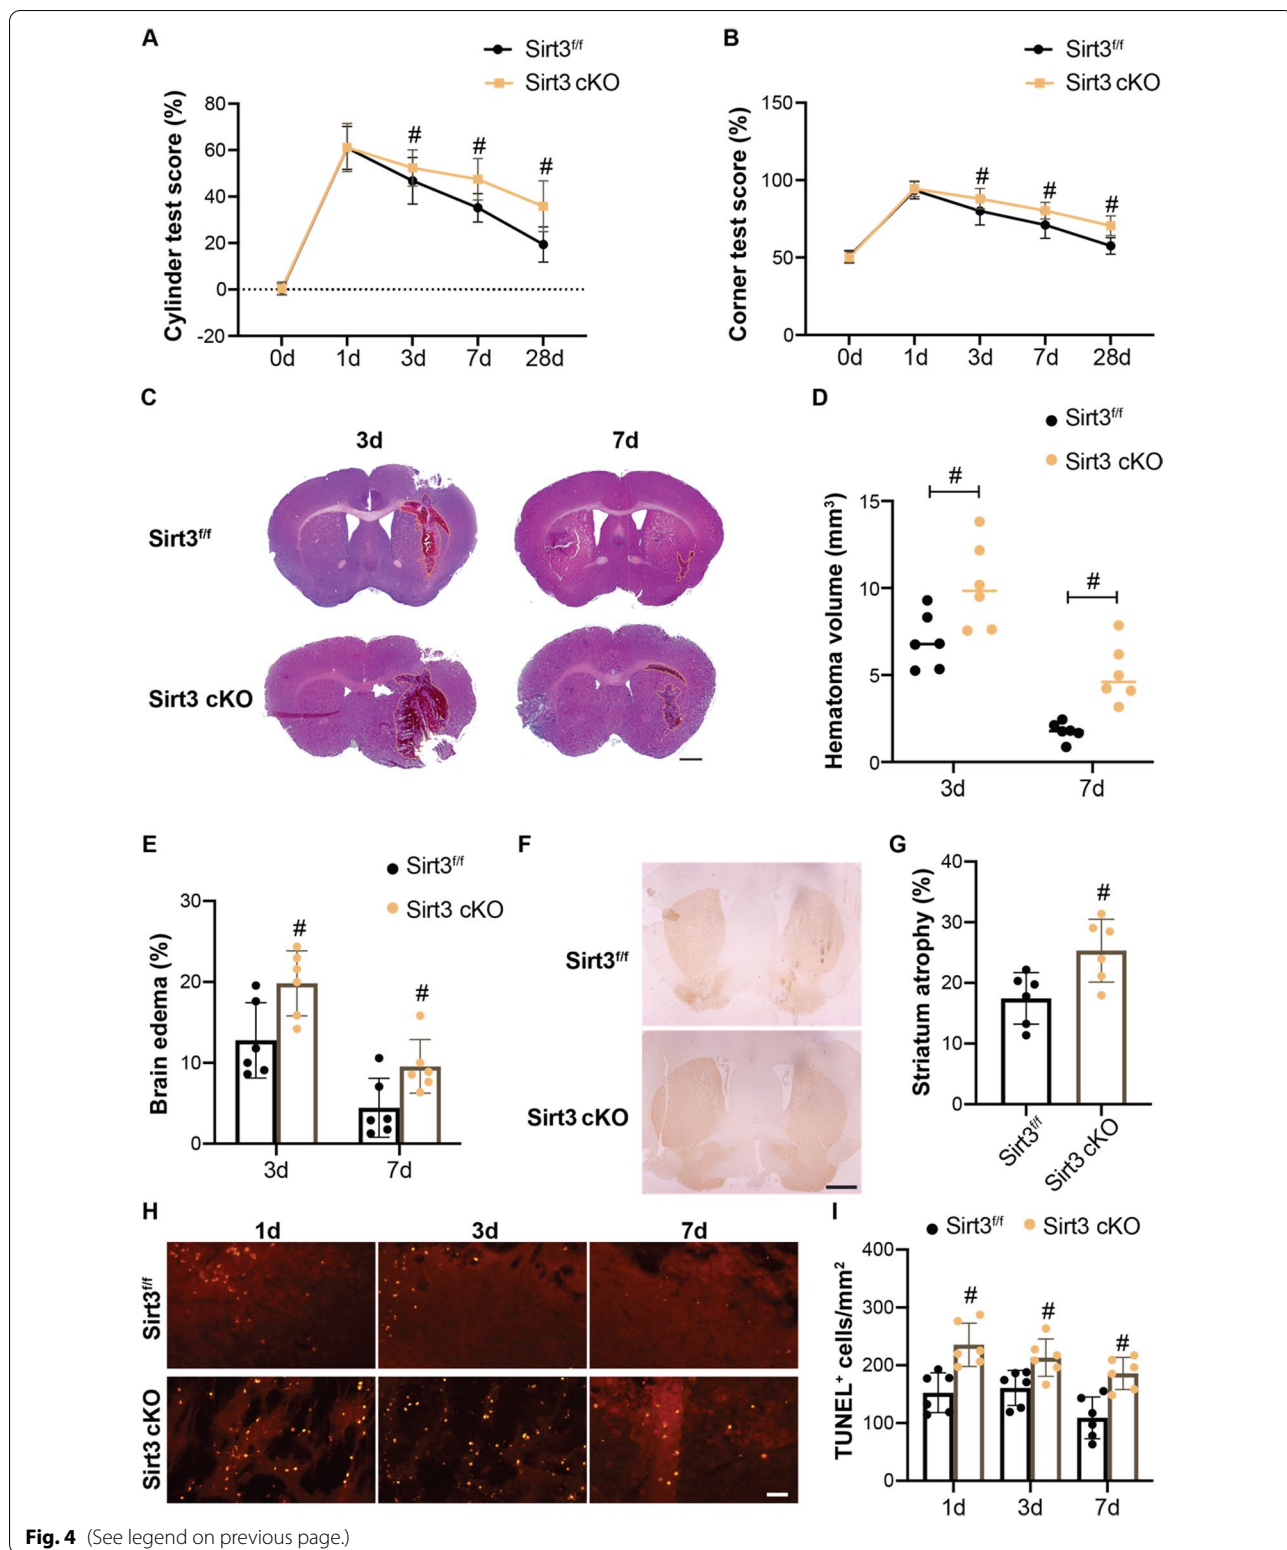 A
Sirt3f/f
Sirt3 cKO
Cylinder test score (%)
80
60
40
20
0
-20
# # #
0d 1d 3d 7d 28d
B
Sirt3f/f
Sirt3 cKO
Corner test score (%)
150
100
50
0
# # #
0d 1d 3d 7d 28d
C
3d 7d
Sirt3f/f
Sirt3 cKO
D
Sirt3f/f
Sirt3 cKO
Hematoma volume (mm3)
15
10
5
0
# #
3d 7d
E
Sirt3f/f
Sirt3 cKO
Brain edema (%)
30
20
10
0
# #
3d 7d
F
Sirt3f/f
Sirt3 cKO
G
Striatum atrophy (%)
40
30
20
10
0
#
Sirt3f/f Sirt3 cKO
H
1d 3d 7d
Sirt3f/f
Sirt3 cKO
I
Sirt3f/f Sirt3 cKO
TUNEL+ cells/mm2
400
300
200
100
0
# # #
1d 3d 7d
Fig. 4 (See legend on previous page.)